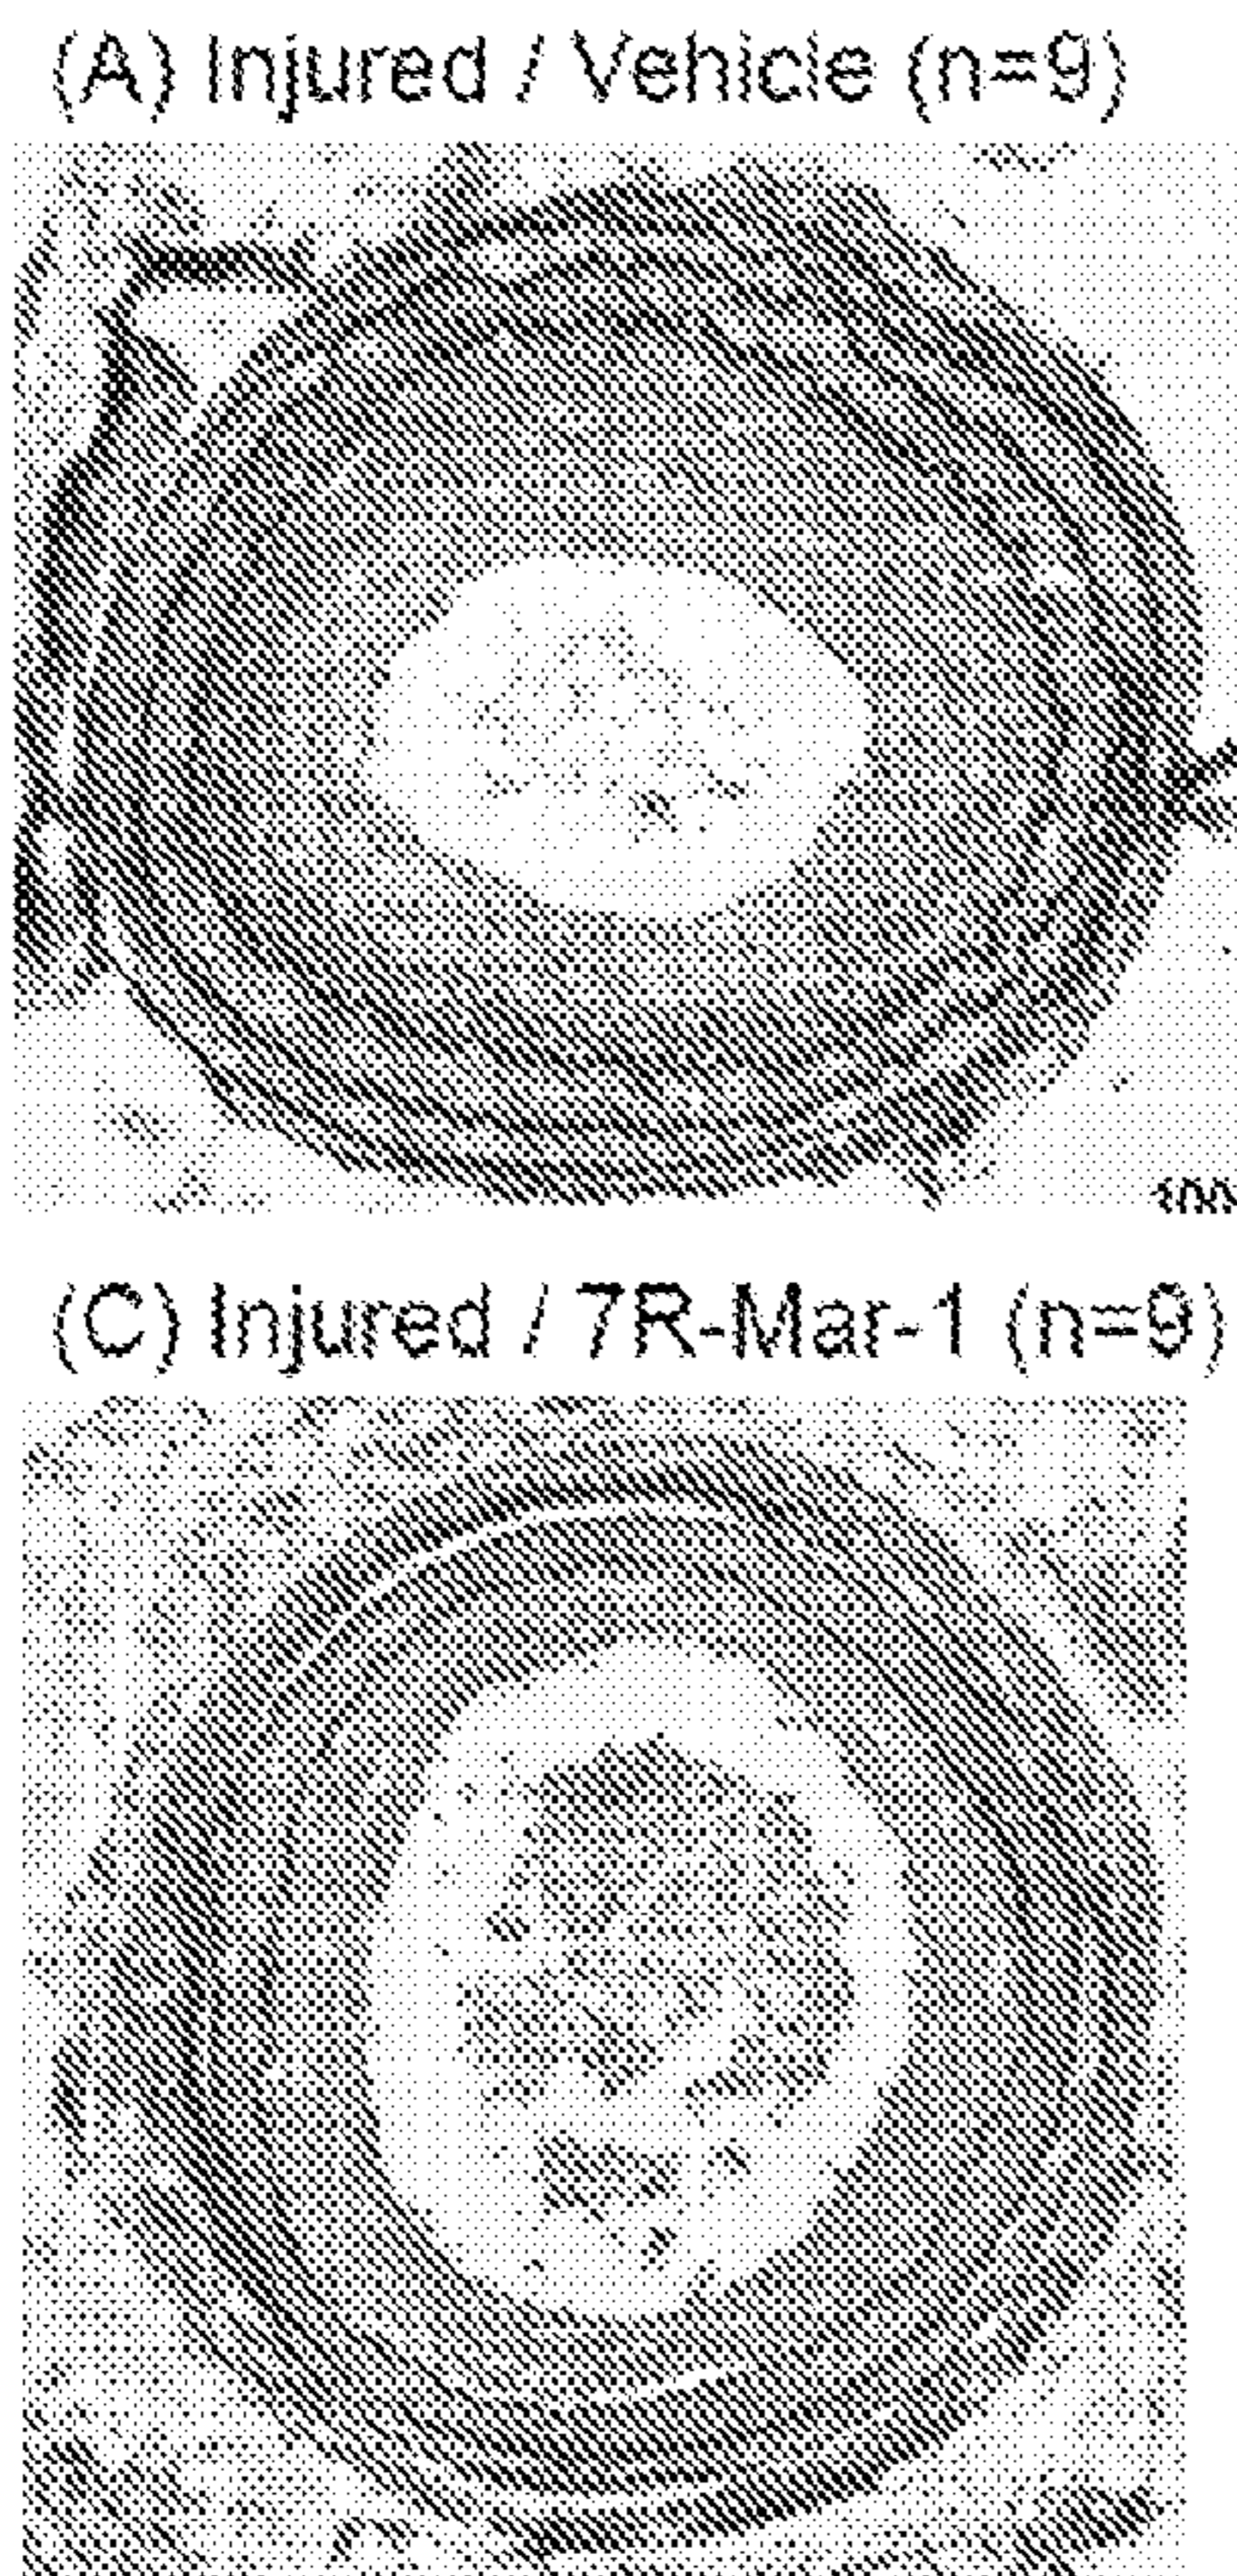 (A) Injured / Vehicle (n=9)
(C) Injured / 7R-Mar-1 (n=9)